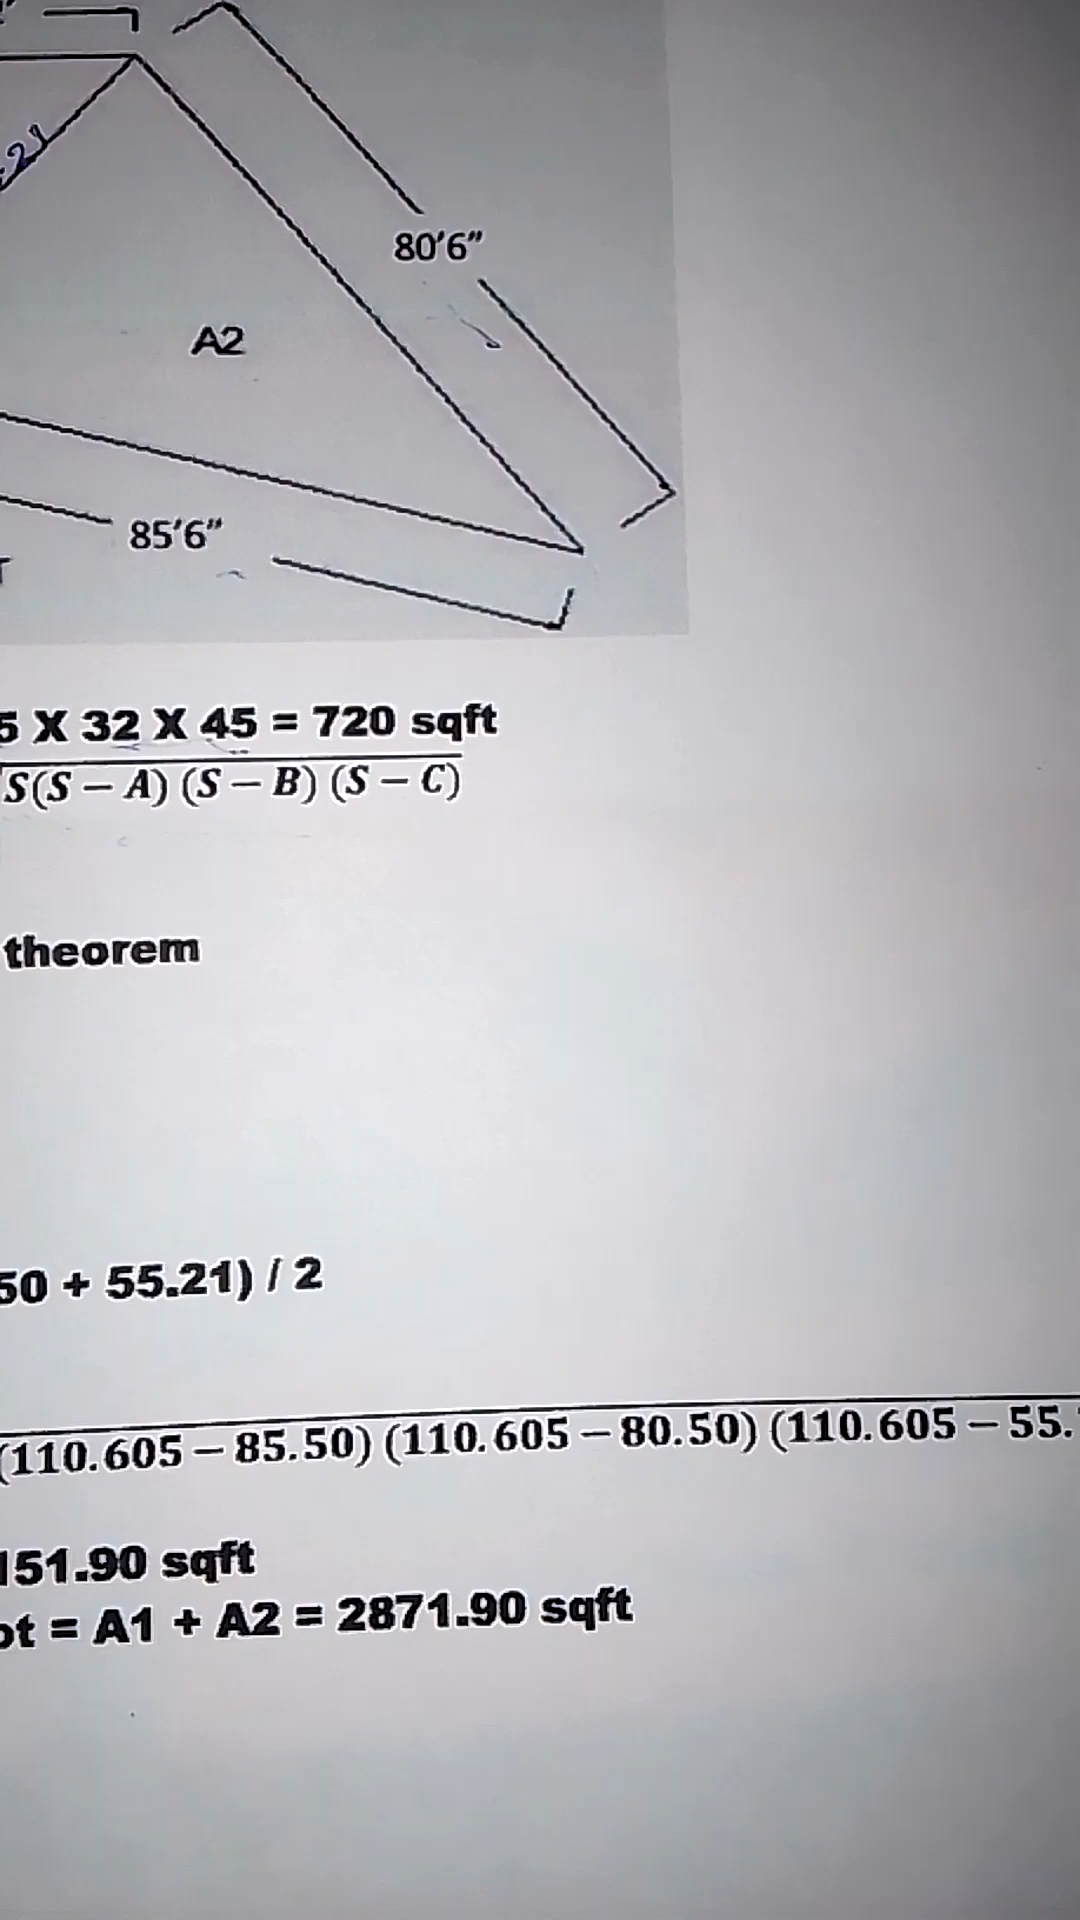 A2
80'6"
85'6"
5 X 32 X 45 = 720 sqft
S(S – A) (S – B) (S – C)
theorem
50 + 55.21) / 2
(110.605 – 85.50) (110.605 – 80.50) (110.605 – 55.
151.90 sqft
ot = A1 + A2 = 2871.90 sqft